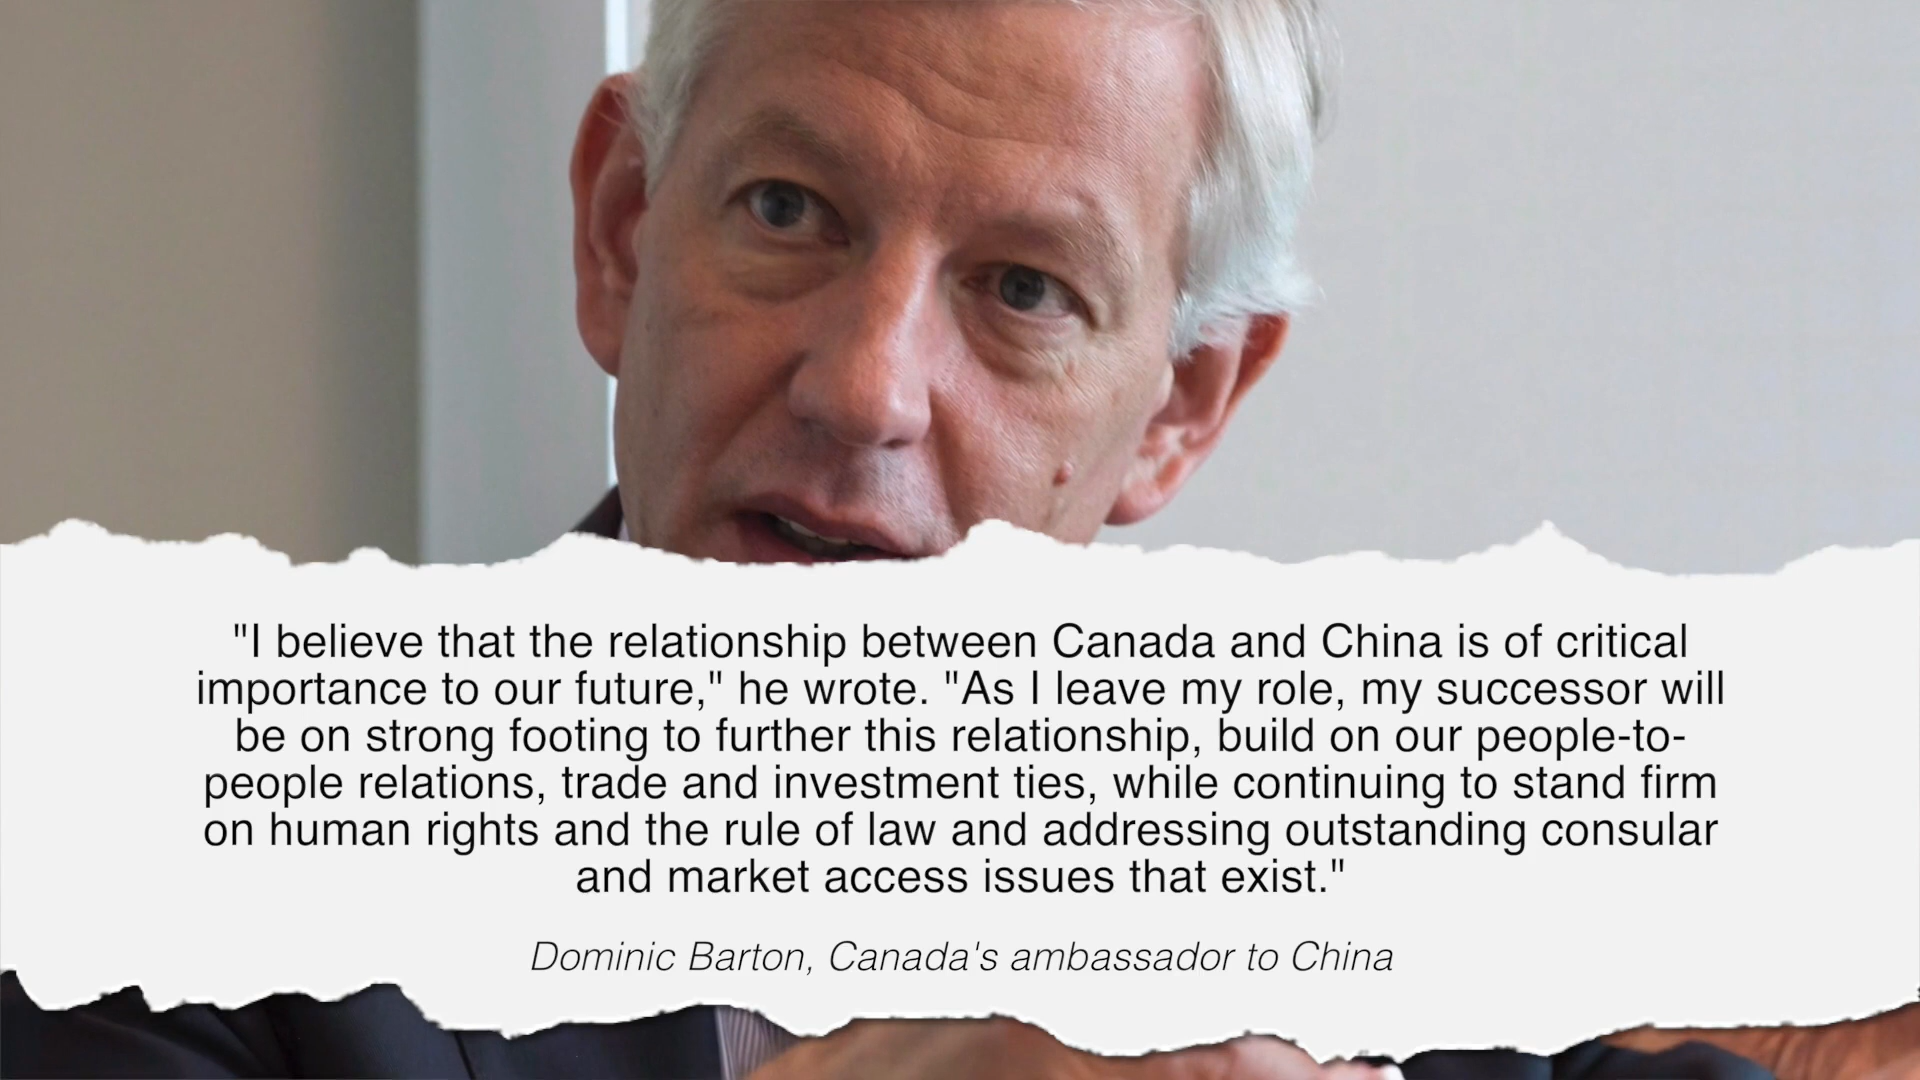 "I believe that the relationship between Canada and China is of critical
importance to our future," he wrote. "As I leave my role, my successor will
be on strong footing to further this relationship, build on our people-to-
people relations, trade and investment ties, while continuing to stand firm
on human rights and the rule of law and addressing outstanding consular
and market access issues that exist."
Dominic Barton, Canada's ambassador to China